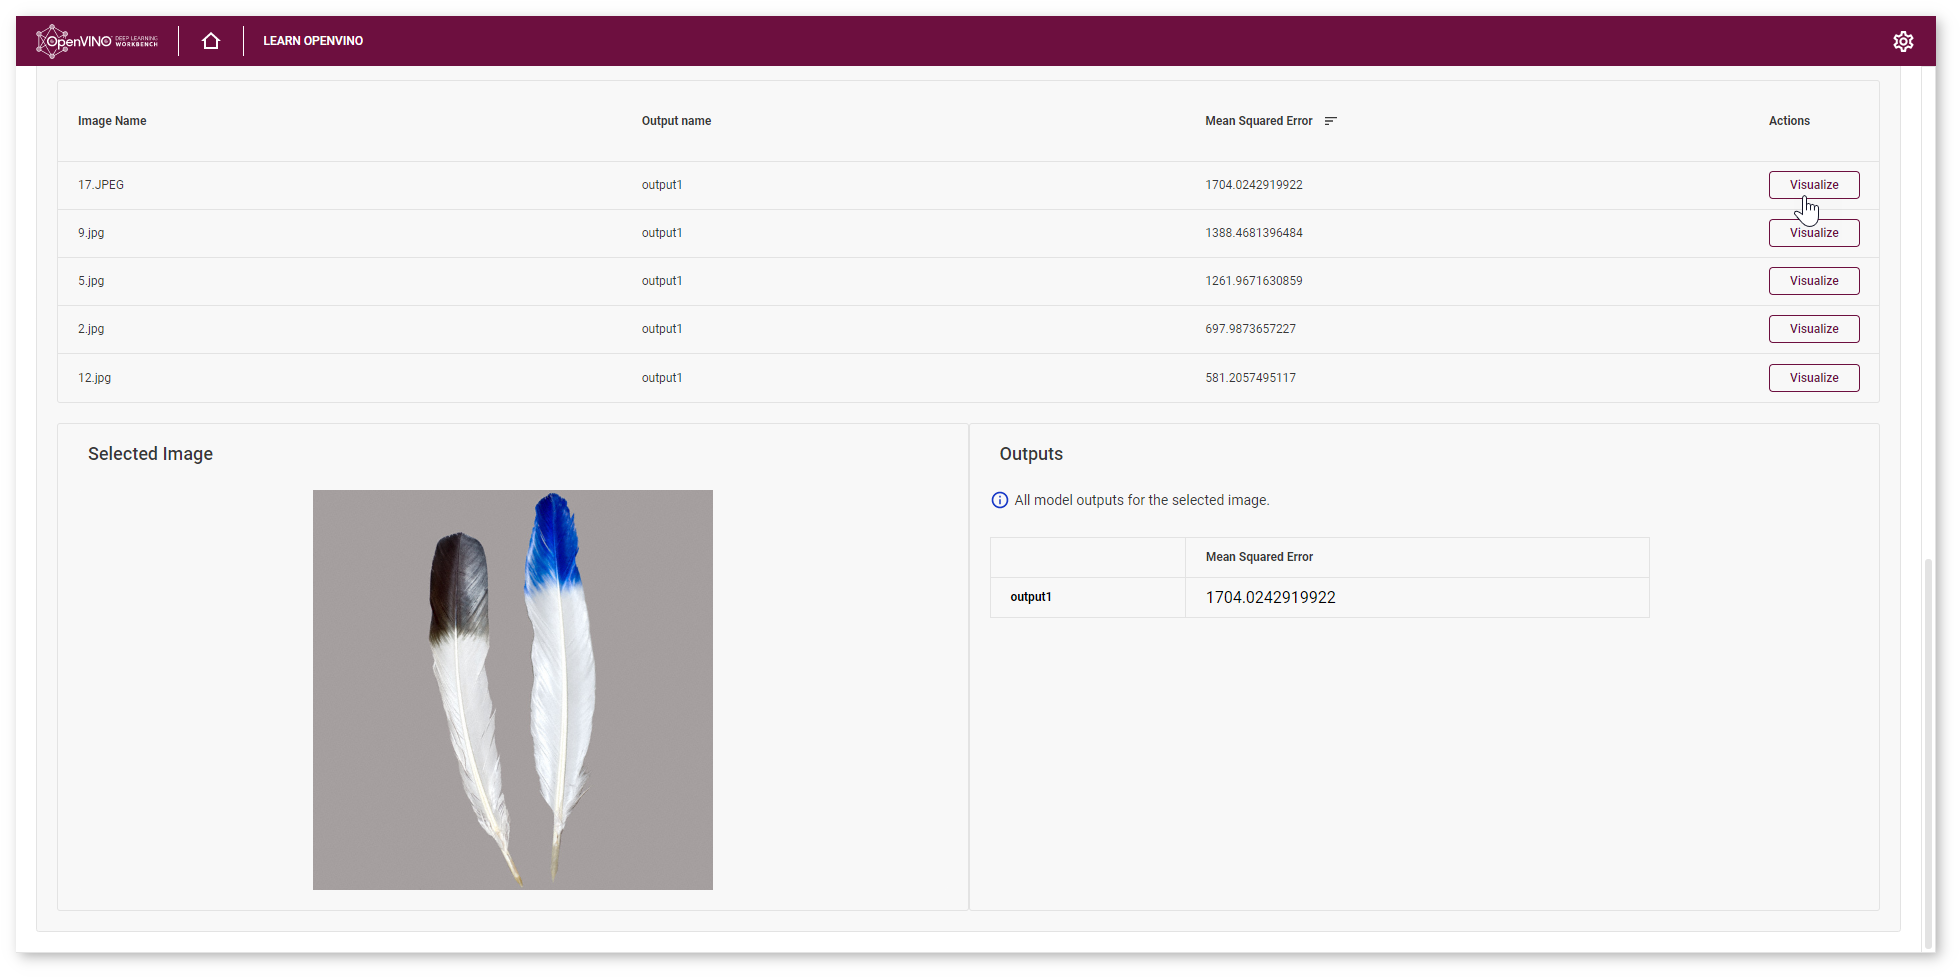 OpenVINO DEEP LEARNING WORKBENCH LEARN OPENVINO
Image Name Output name Mean Squared Error Actions
17.JPEG output1 1704.0242919922 Visualize
9.jpg output1 1388.4681396484 Visualize
5.jpg output1 1261.9671630859 Visualize
2.jpg output1 697.9873657227 Visualize
12.jpg output1 581.2057495117 Visualize
Selected Image
Outputs
All model outputs for the selected image.
Mean Squared Error
output1 1704.0242919922